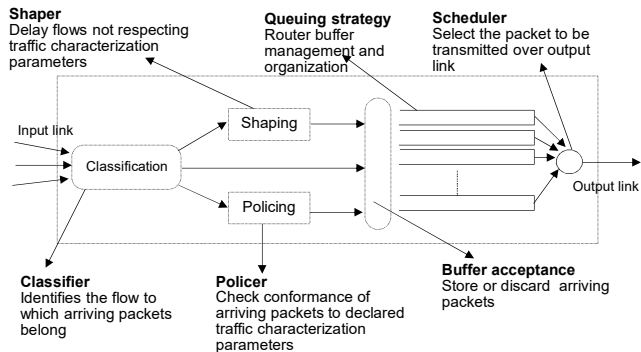 Shaper
Delay flows not respecting
traffic characterization
parameters
Queuing strategy
Router buffer
management and
organization
Scheduler
Select the packet to be
transmitted over output
link
Input link
Classification
Shaping
Policing
Output link
Classifier
Identifies the flow to
which arriving packets
belong
Policer
Check conformance of
arriving packets to declared
traffic characterization
parameters
Buffer acceptance
Store or discard arriving
packets